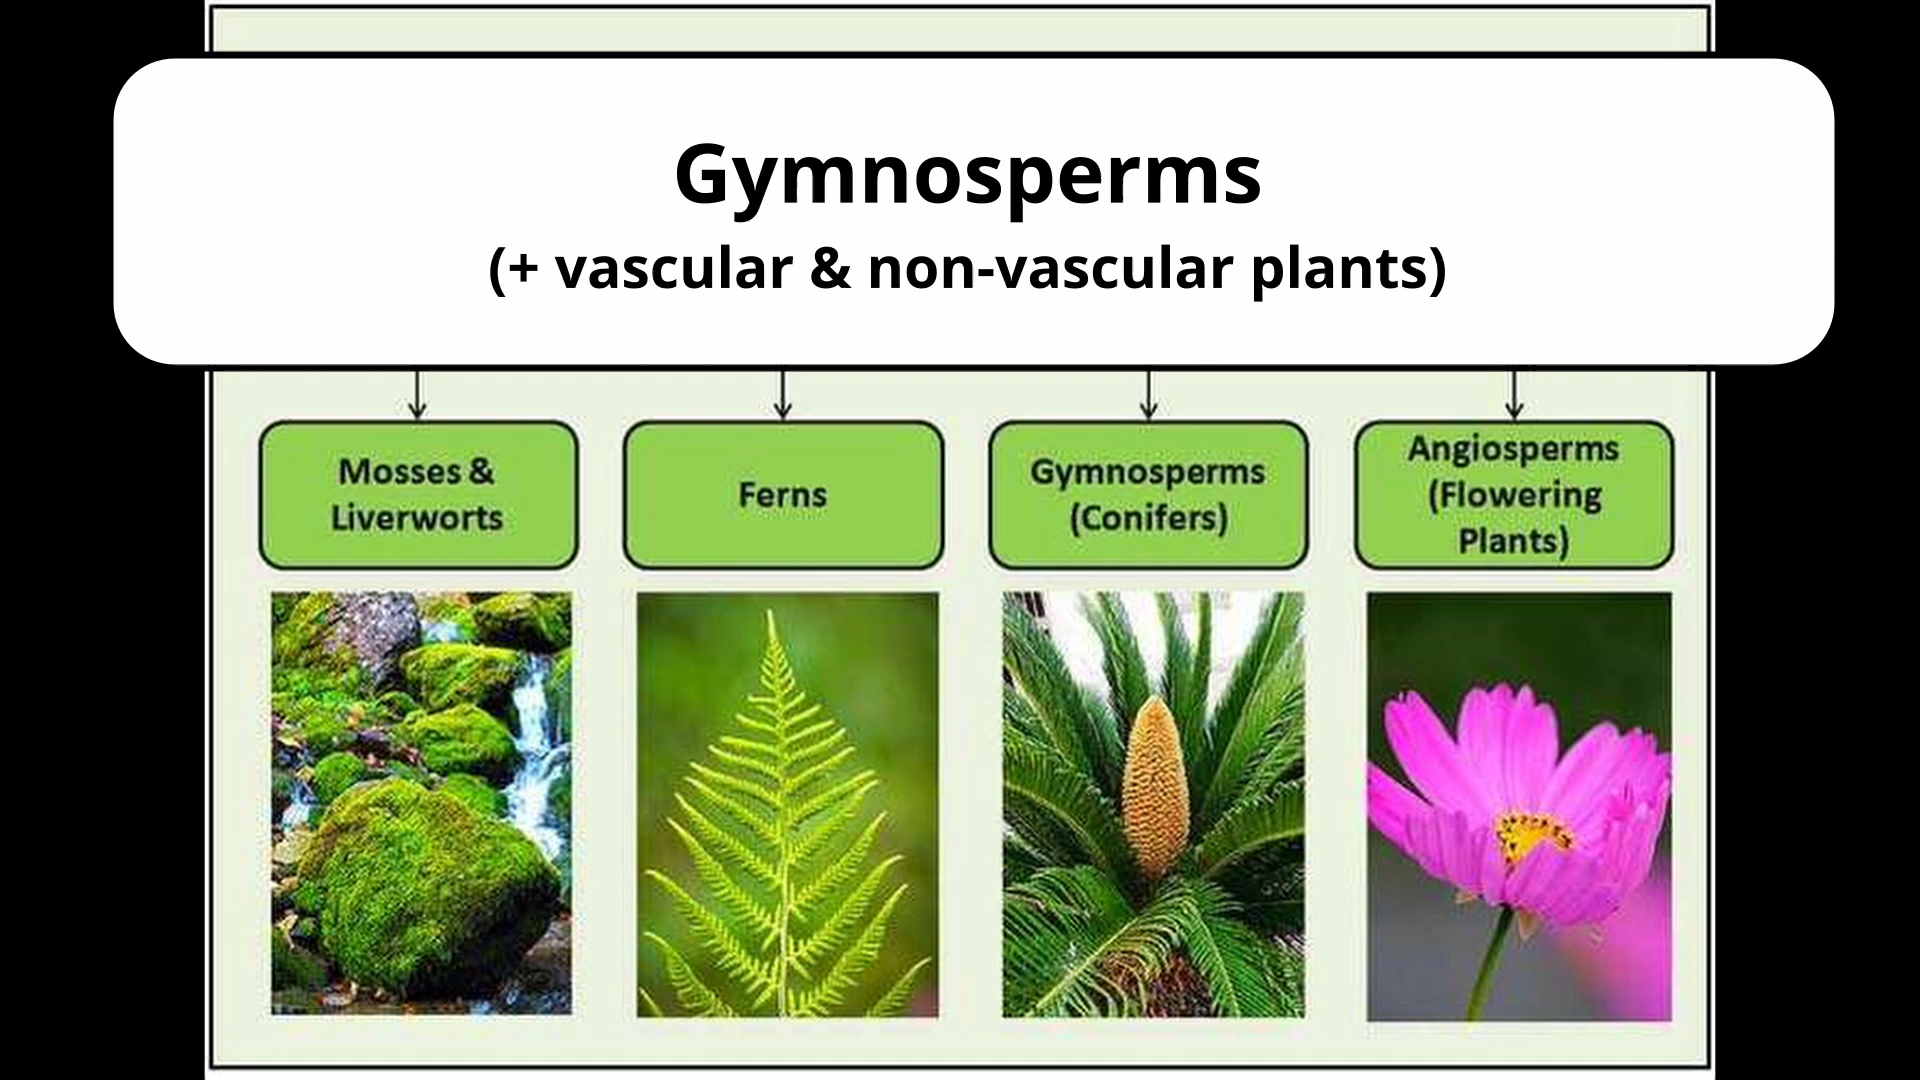 Gymnosperms
(+ vascular & non-vascular plants)
Mosses &
Liverworts
Ferns
Gymnosperms
(Conifers)
Angiosperms
(Flowering
Plants)